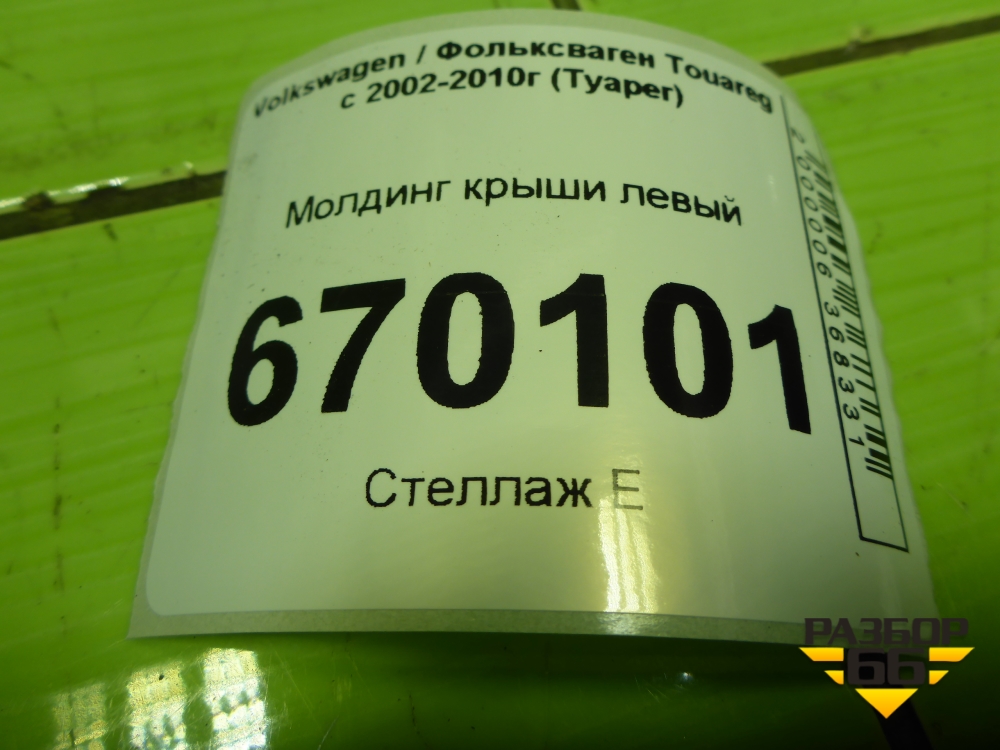 Volkswagen / Фольксваген Touareg
с 2002-2010г (Туарег)
Молдинг крыши левый
670101
Стеллаж Е
2000006368331
РАЗБОР
66